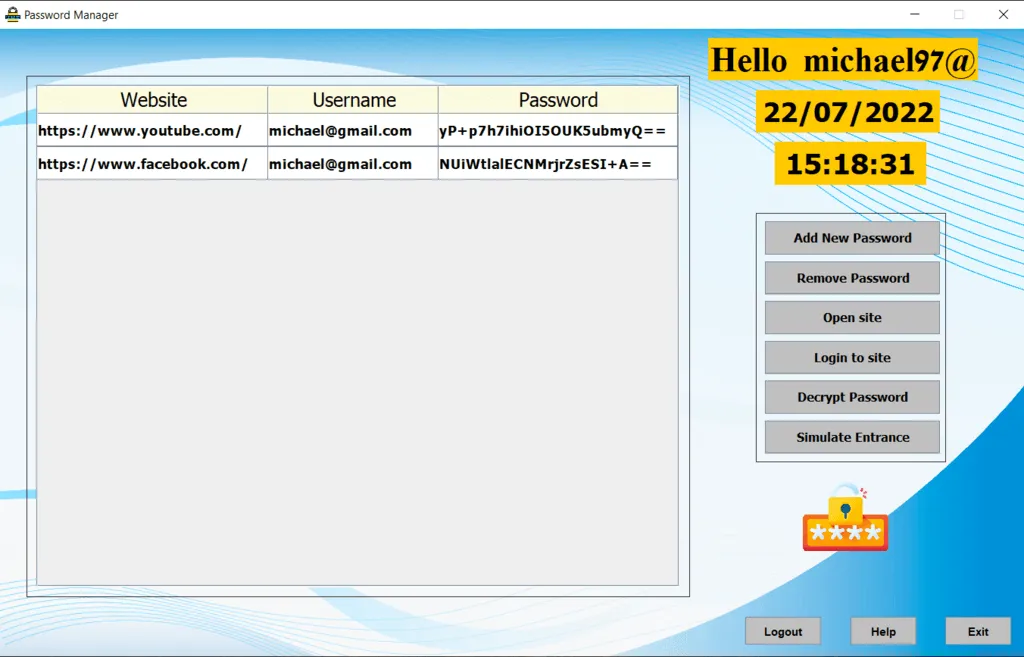 Password Manager
Hello michael97@
22/07/2022
15:18:31
Website Username Password
https://www.youtube.com/ michael@gmail.com yP+p7h7ihiOI5OUK5ubmyQ==
https://www.facebook.com/ michael@gmail.com NUiWtlalECNMrjrZsESI+A==
Add New Password
Remove Password
Open site
Login to site
Decrypt Password
Simulate Entrance
****
Logout Help Exit